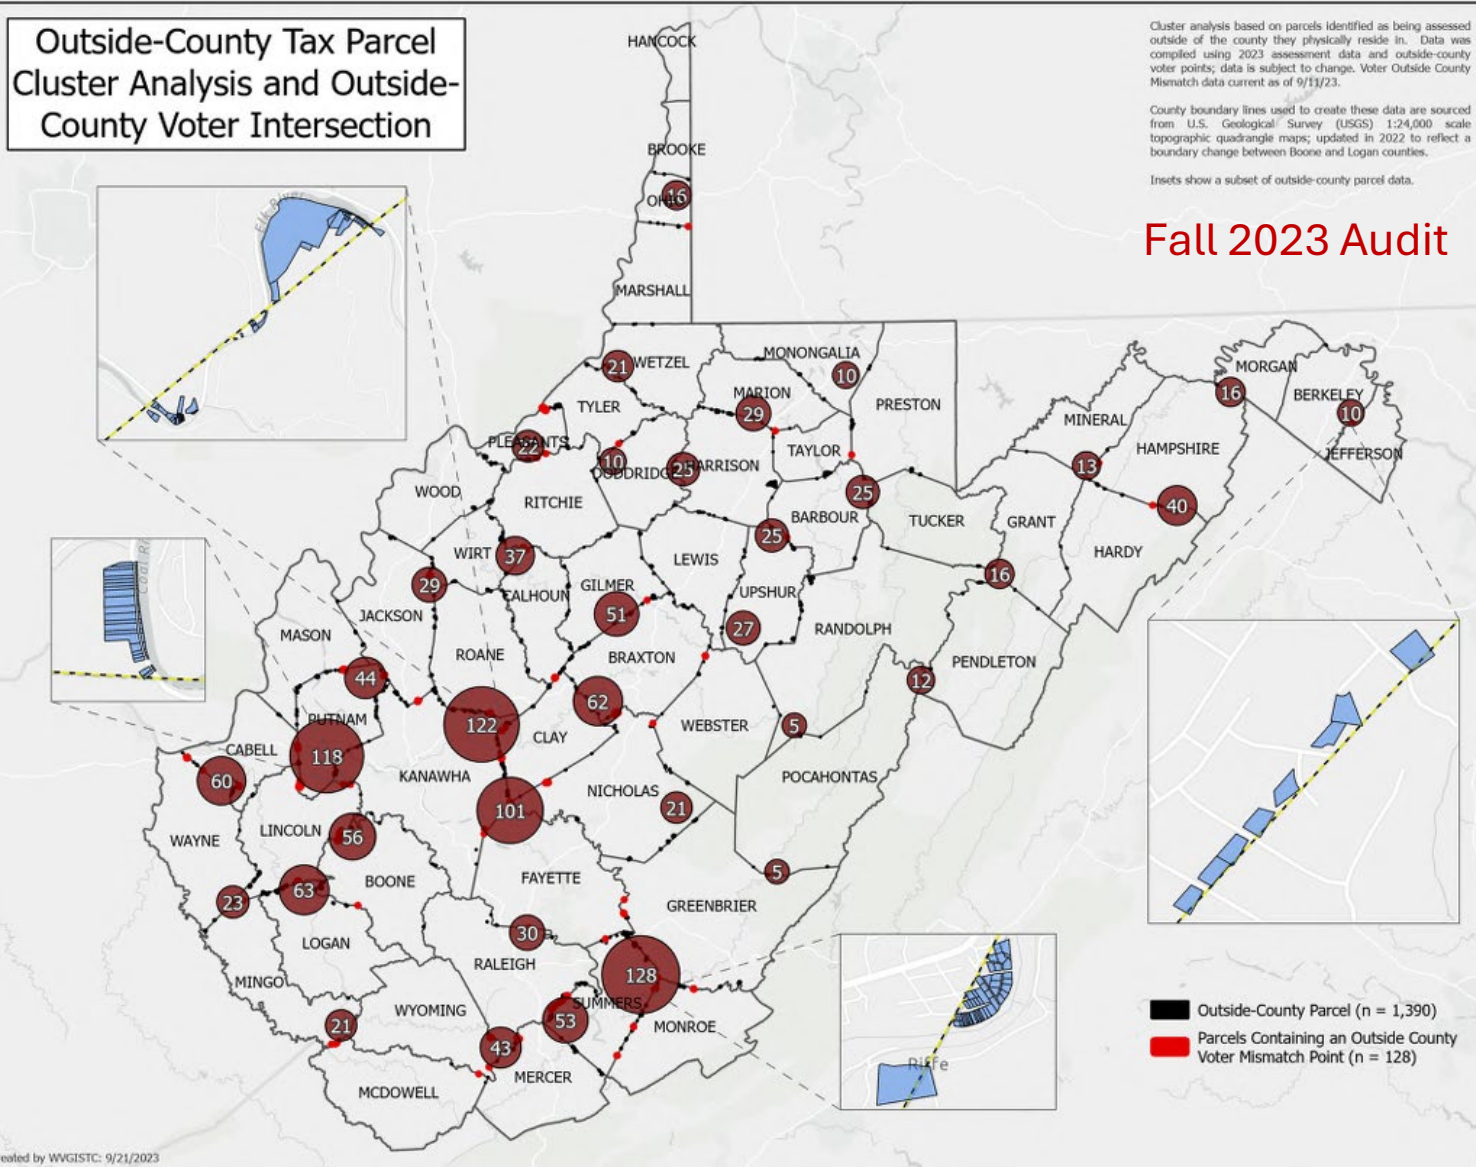 Outside-County Tax Parcel
Cluster Analysis and Outside-
County Voter Intersection
Cluster analysis based on parcels identified as being assessed
outside of the county they physically reside in. Data was
compiled using 2023 assessment data and outside-county
voter points; data is subject to change. Voter Outside County
Mismatch data current as of 9/11/23.
County boundary lines used to create these data are sourced
from U.S. Geological Survey (USGS) 1:24,000 scale
topographic quadrangle maps; updated in 2022 to reflect a
boundary change between Boone and Logan counties.
Insets show a subset of outside-county parcel data.
Fall 2023 Audit
HANCOCK
BROOKE
16
OHIO
MARSHALL
Elk River
WETZEL
21
MONONGALIA
10
MORGAN
16
BERKELEY
10
JEFFERSON
TYLER
MARION
29
PRESTON
MINERAL
HAMPSHIRE
PLEASANTS
22
10
DODDRIDGE
25
HARRISON
TAYLOR
13
40
WOOD
RITCHIE
25
BARBOUR
TUCKER
GRANT
HARDY
WIRT
37
25
LEWIS
Coal Ri
29
CALHOUN
GILMER
51
UPSHUR
16
JACKSON
27
RANDOLPH
MASON
ROANE
BRAXTON
PENDLETON
44
62
12
PUTNAM
122
CLAY
WEBSTER
5
CABELL
118
KANAWHA
POCAHONTAS
60
101
NICHOLAS
21
WAYNE
LINCOLN
56
63
BOONE
FAYETTE
5
23
GREENBRIER
LOGAN
30
RALEIGH
128
MINGO
SUMMERS
WYOMING
53
MONROE
21
43
MERCER
MCDOWELL
Riffe
Outside-County Parcel (n = 1,390)
Parcels Containing an Outside County
Voter Mismatch Point (n = 128)
eated by WVGISTC: 9/21/2023